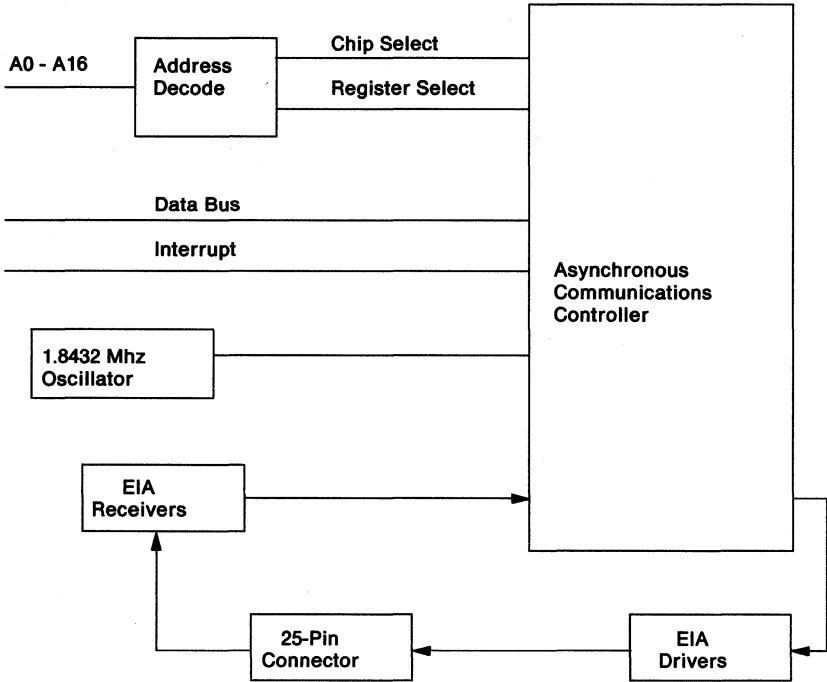 Chip Select
A0 - A16
Address
Decode
Register Select
Data Bus
Interrupt
Asynchronous
Communications
Controller
1.8432 Mhz
Oscillator
EIA
Receivers
25-Pin
Connector
EIA
Drivers